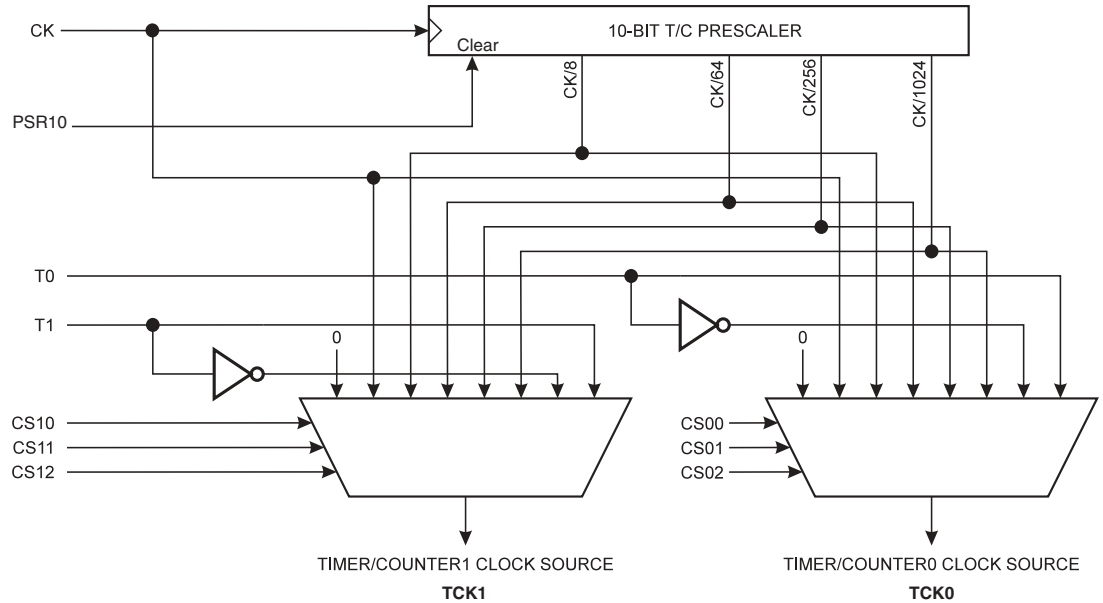 CK
10-BIT T/C PRESCALER
Clear
CK/8
CK/64
CK/256
CK/1024
PSR10
T0
T1
0
0
CS10
CS11
CS12
CS00
CS01
CS02
TIMER/COUNTER1 CLOCK SOURCE
TCK1
TIMER/COUNTER0 CLOCK SOURCE
TCK0